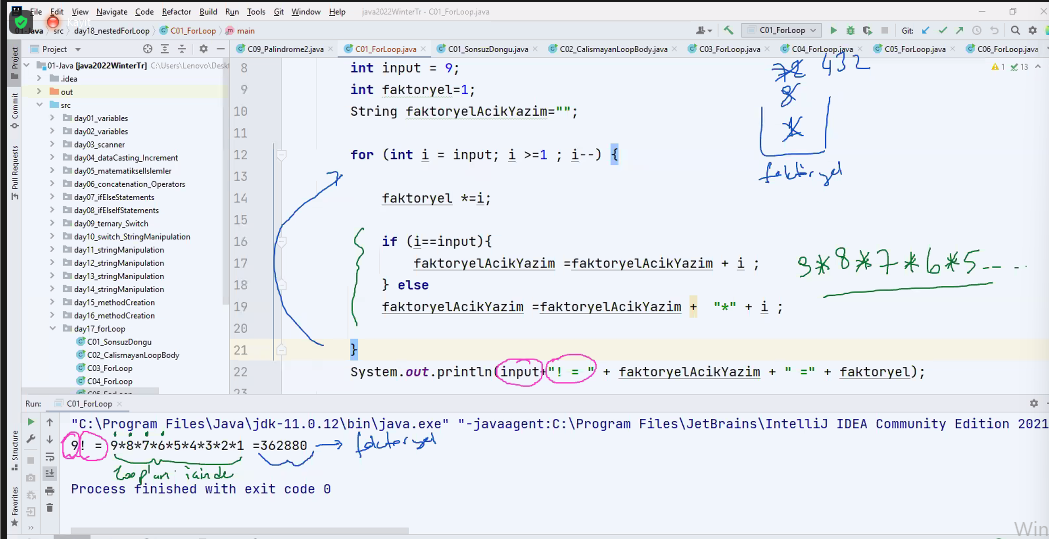 File Edit View Navigate Code Refactor Build Run Tools Git Window Help java2022WinterTr - C01_ForLoop.java
01-Java src day18_nestedForLoop C01_ForLoop main C01_ForLoop Git:
Project C09_Palindrome2.java C01_ForLoop.java C01_SonsuzDongu.java C02_CalismayanLoopBody.java C03_ForLoop.java C04_ForLoop.java C05_ForLoop.java C06_ForLoop.java
01-Java [java2022WinterTr] C:\Users\Lenovo\Deskt
.idea
out
src
day01_variables
day02_variables
day03_scanner
day04_dataCasting_Increment
day05_matematikselIslemler
day06_concatenation_Operators
day07_ifElseStatements
day08_ifElseIfStatements
day09_ternary_Switch
day10_switch_StringManipulation
day11_stringManipulation
day12_stringManipulation
day13_stringManipulation
day14_stringManipulation
day15_methodCreation
day16_methodCreation
day17_forLoop
C01_SonsuzDongu
C02_CalismayanLoopBody
C03_ForLoop
C04_ForLoop
C05_ForLoop
Project
Commit
Pull Requests
8 int input = 9;
9 int faktoryel=1;
10 String faktoryelAcikYazim="";
11
12 for (int i = input; i >=1 ; i--) {
13
14 faktoryel *=i;
15
16 if (i==input){
17 faktoryelAcikYazim =faktoryelAcikYazim + i ;
18 } else
19 faktoryelAcikYazim =faktoryelAcikYazim + "*" + i ;
20
21 }
22 System.out.println(input+"! = " + faktoryelAcikYazim + " =" + faktoryel);
23
1 13
72 432
8
faktöryel
9*8*7*6*5-- --
Run: C01_ForLoop
"C:\Program Files\Java\jdk-11.0.12\bin\java.exe" "-javaagent:C:\Program Files\JetBrains\IntelliJ IDEA Community Edition 2021
9! = 9*8*7*6*5*4*3*2*1 =362880 faktoryel
looplan icinde
Process finished with exit code 0
Structure
Favorites
Win